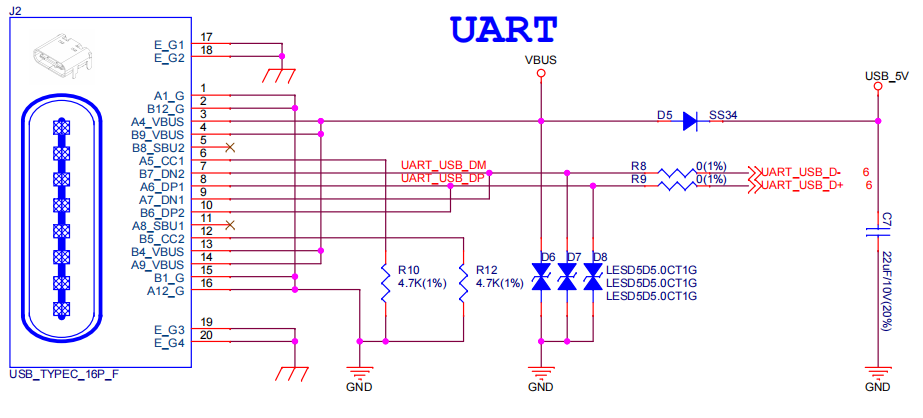 J2
UART
17
E_G1
18
E_G2
VBUS
USB_5V
1
A1_G
2
B12_G
3
A4_VBUS
4
B9_VBUS
5
B8_SBU2
6
A5_CC1
7
B7_DN2
8
A6_DP1
9
A7_DN1
10
B6_DP2
11
A8_SBU1
12
B5_CC2
13
B4_VBUS
14
A9_VBUS
15
B1_G
16
A12_G
19
E_G3
20
E_G4
USB_TYPEC_16P_F
D5 SS34
UART_USB_DM
UART_USB_DP
R8 0(1%)
R9 0(1%)
UART_USB_D- 6
UART_USB_D+ 6
R10
4.7K(1%)
R12
4.7K(1%)
D6 D7 D8
LESD5D5.0CT1G
LESD5D5.0CT1G
LESD5D5.0CT1G
C7
22uF/10V(20%)
GND
GND
GND